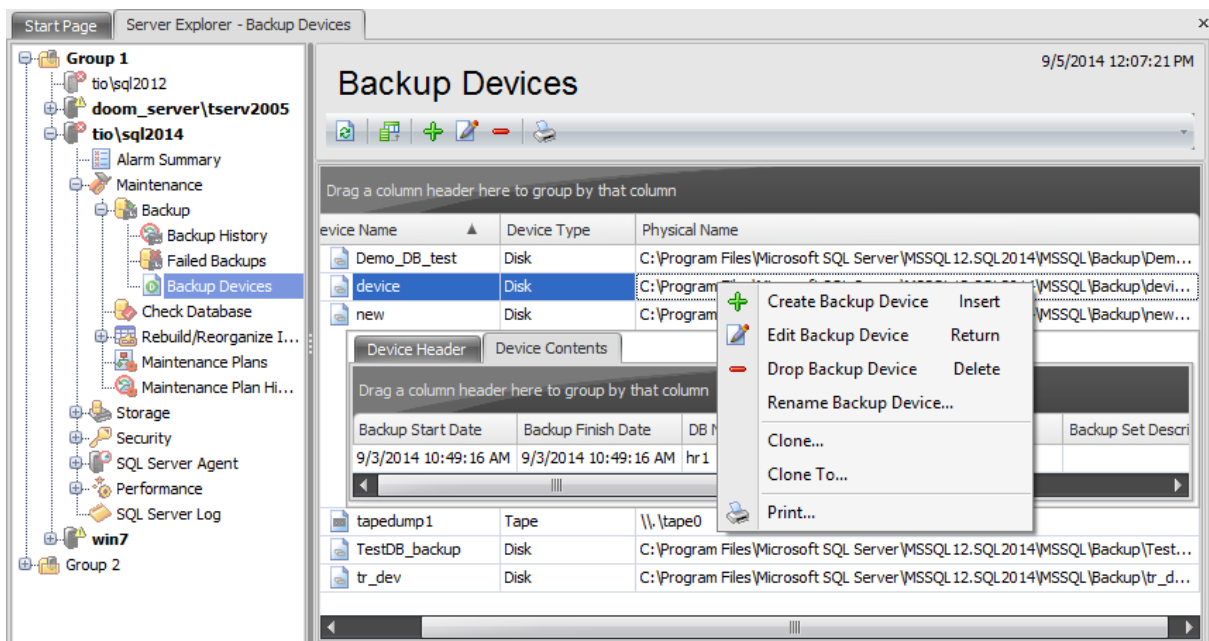 Start Page
Server Explorer - Backup Devices
Group 1
tio\sql2012
doom_server\tserv2005
tio\sql2014
Alarm Summary
Maintenance
Backup
Backup History
Failed Backups
Backup Devices
Check Database
Rebuild/Reorganize I...
Maintenance Plans
Maintenance Plan Hi...
Storage
Security
SQL Server Agent
Performance
SQL Server Log
win7
Group 2
9/5/2014 12:07:21 PM
Backup Devices
Drag a column header here to group by that column
evice Name Device Type Physical Name
Demo_DB_test Disk C:\Program Files\Microsoft SQL Server\MSSQL12.SQL2014\MSSQL\Backup\Dem...
device Disk C:\Program \MSSQL\Backup\devi...
new Disk C:\Program \MSSQL\Backup\new...
Device Header Device Contents
Drag a column header here to group by that column
Backup Start Date Backup Finish Date DB Backup Set Descri
9/3/2014 10:49:16 AM 9/3/2014 10:49:16 AM hr1
tapedump1 Tape \\.\tape0
TestDB_backup Disk C:\Program Files\Microsoft SQL Server\MSSQL12.SQL2014\MSSQL\Backup\Test...
tr_dev Disk C:\Program Files\Microsoft SQL Server\MSSQL12.SQL2014\MSSQL\Backup\tr_d...
Create Backup Device Insert
Edit Backup Device Return
Drop Backup Device Delete
Rename Backup Device...
Clone...
Clone To...
Print...